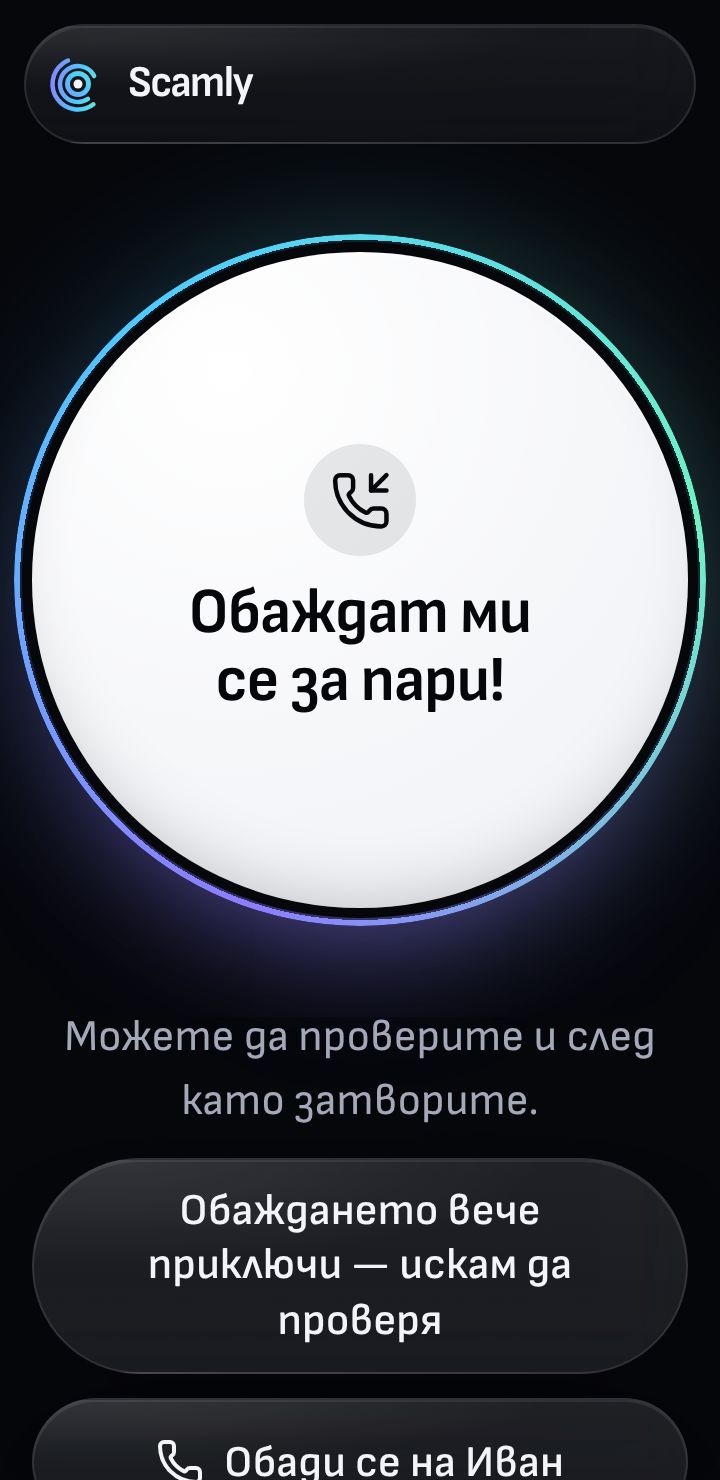 Scamly
Обаждат ми
се за пари!
Можете да проверите и след
като затворите.
Обаждането вече
приключи — искам да
проверя
Обади се на Иван